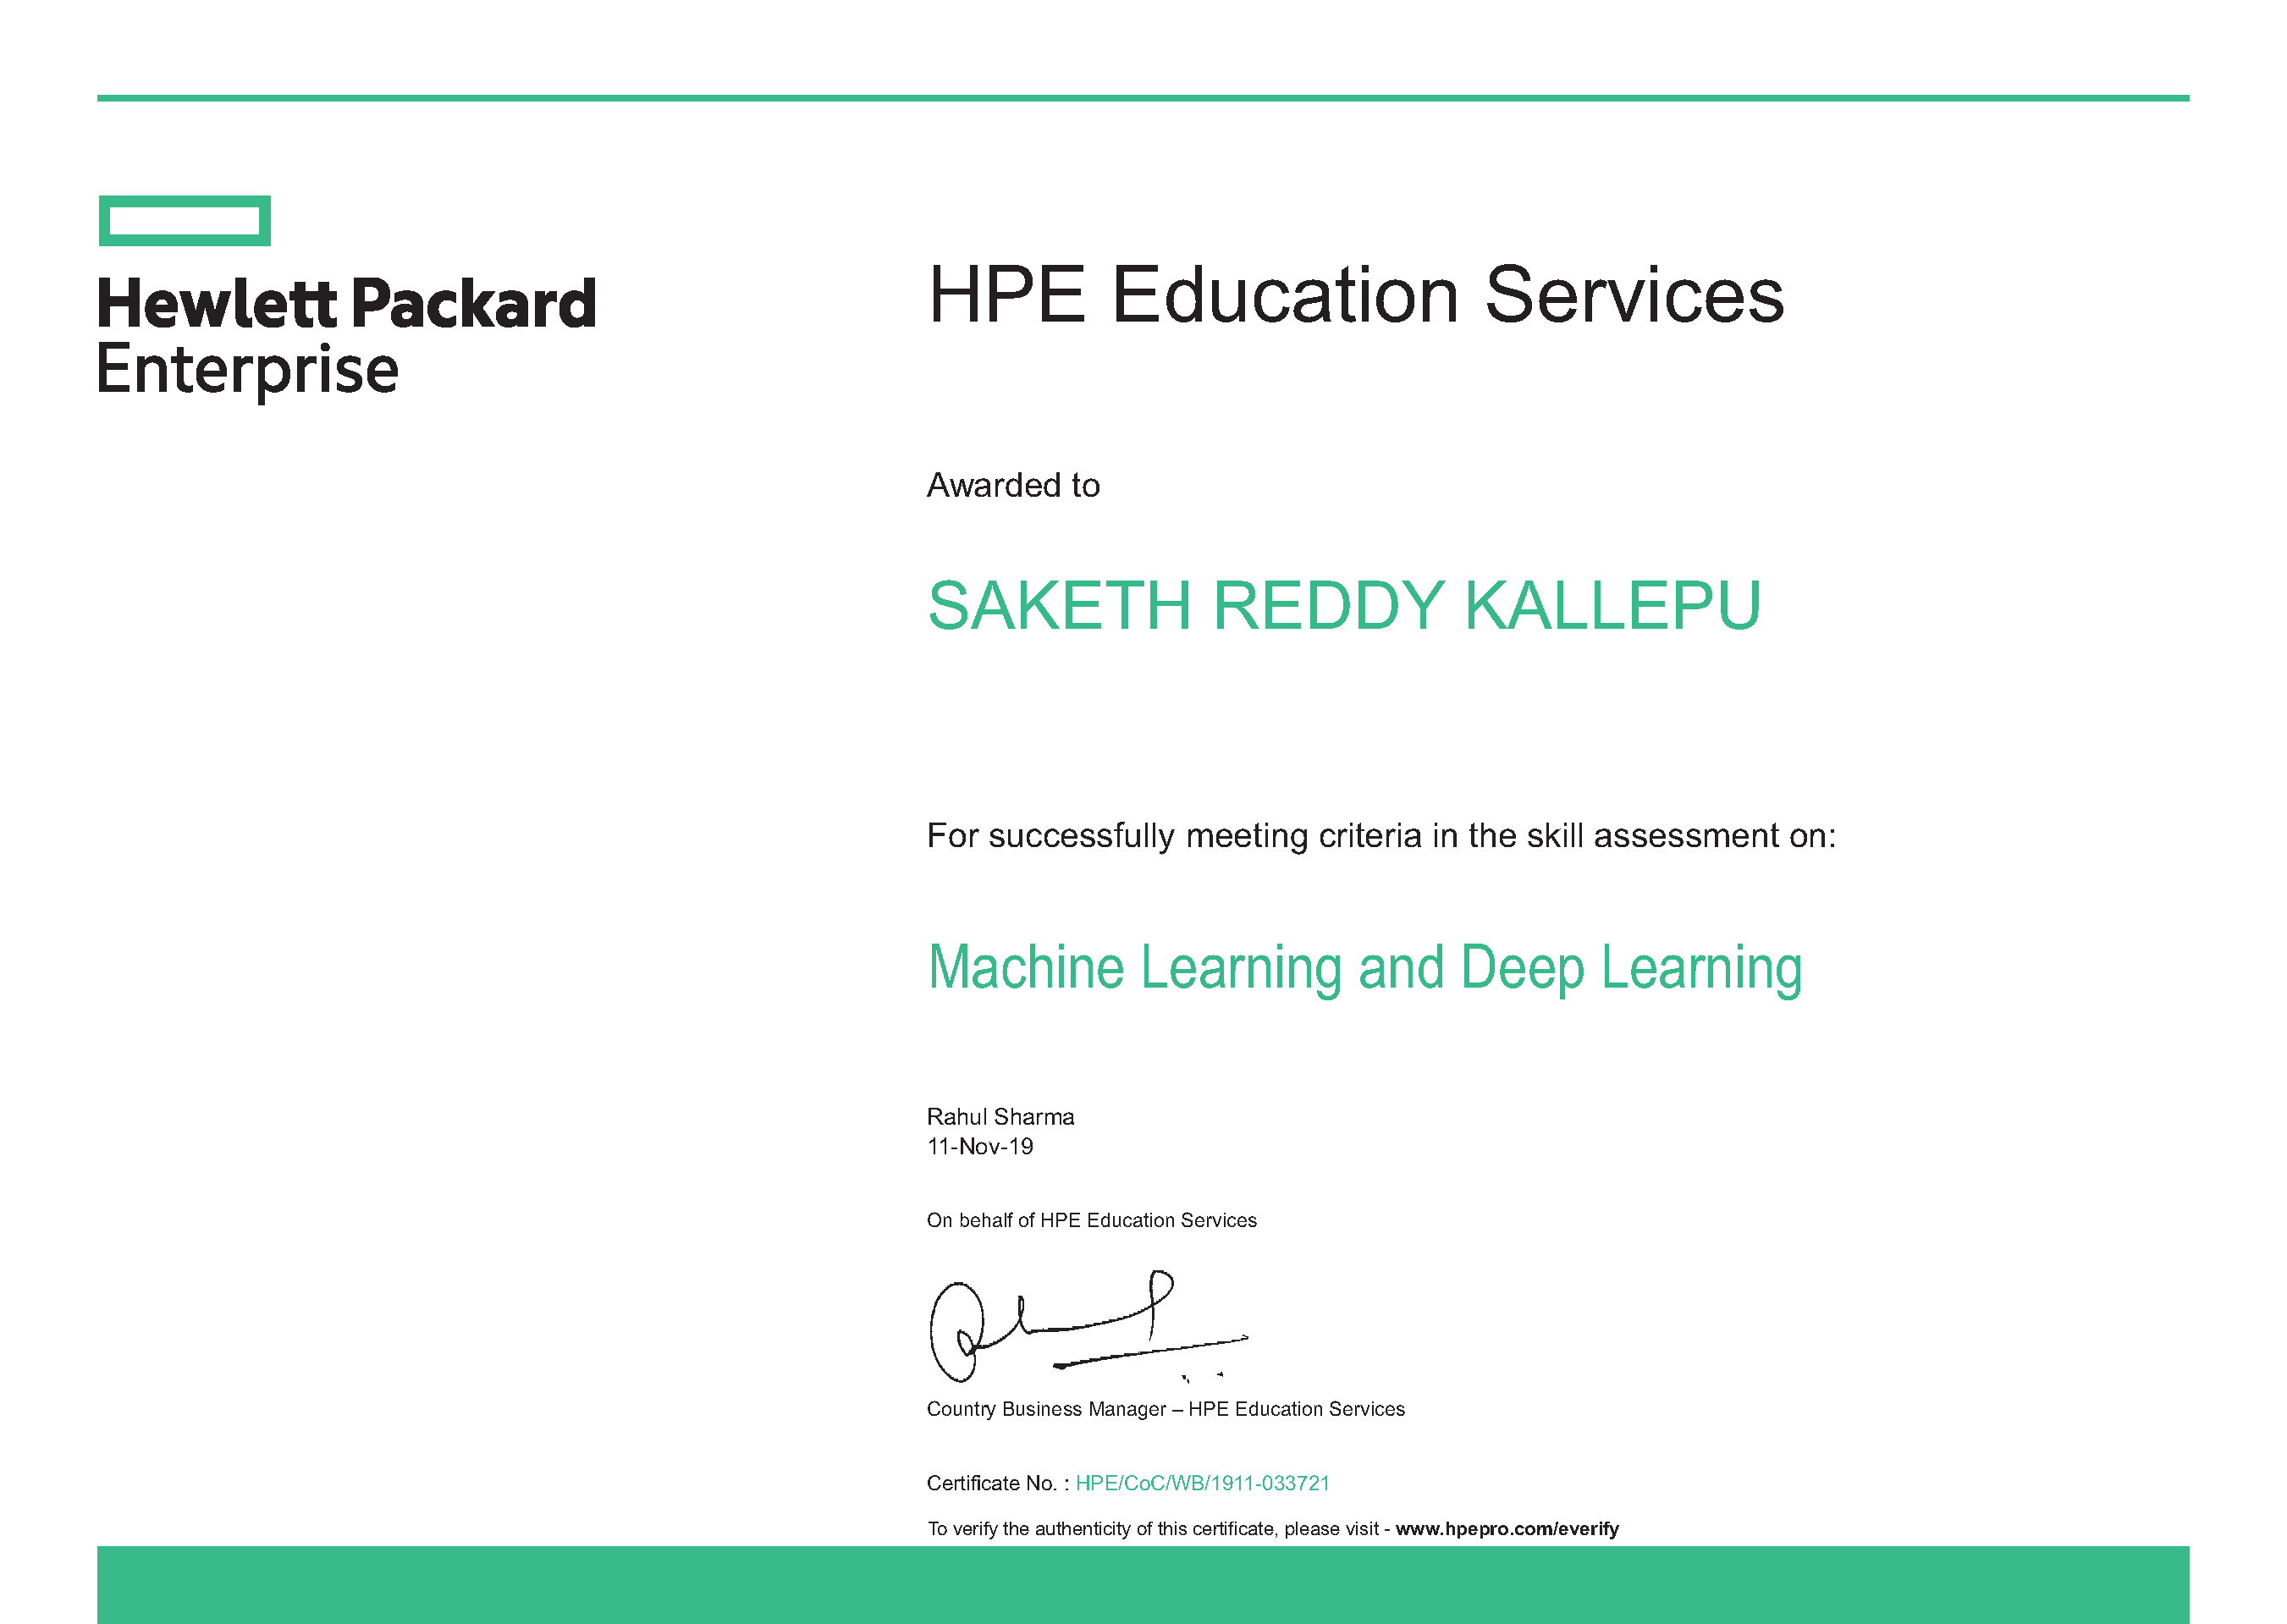 Hewlett Packard
Enterprise
HPE Education Services
Awarded to
SAKETH REDDY KALLEPU
For successfully meeting criteria in the skill assessment on:
Machine Learning and Deep Learning
Rahul Sharma
11-Nov-19
On behalf of HPE Education Services
Country Business Manager – HPE Education Services
Certificate No. : HPE/CoC/WB/1911-033721
To verify the authenticity of this certificate, please visit - www.hpepro.com/everify